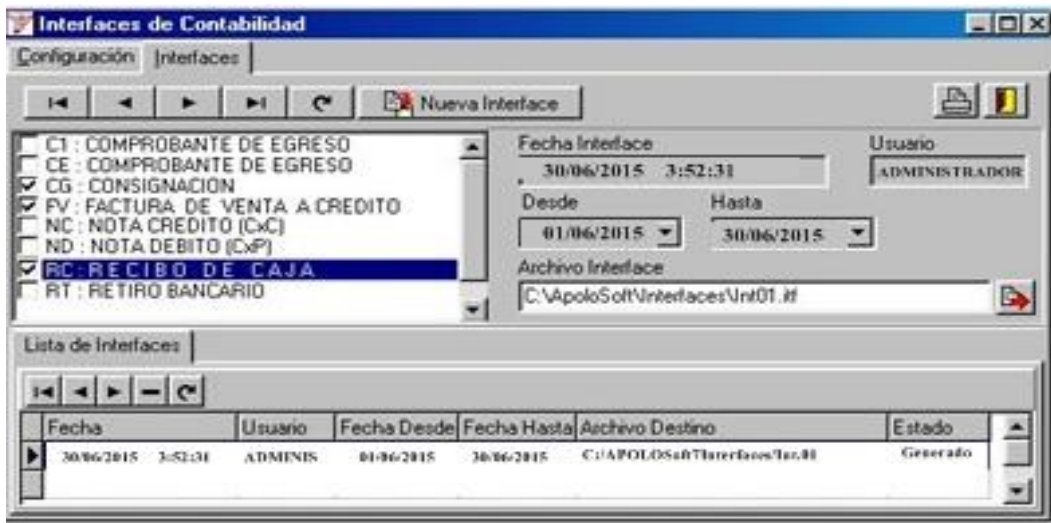 Interfaces de Contabilidad
Configuración Interfaces
Nueva Interface
C1 : COMPROBANTE DE EGRESO
CE : COMPROBANTE DE EGRESO
CG : CONSIGNACION
FV : FACTURA DE VENTA A CREDITO
NC : NOTA CREDITO (CxC)
ND : NOTA DEBITO (CxP)
RC : RECIBO DE CAJA
RT : RETIRO BANCARIO
Fecha Interface
30/06/2015 3:52:31
Usuario
ADMINISTRADOR
Desde Hasta
01/06/2015 30/06/2015
Archivo Interface
C:\ApoloSoft\Interfaces\Int01.itf
Lista de Interfaces
Fecha Usuario Fecha Desde Fecha Hasta Archivo Destino Estado
30/06/2015 3:52:31 ADMINIS 01/06/2015 30/06/2015 Generado